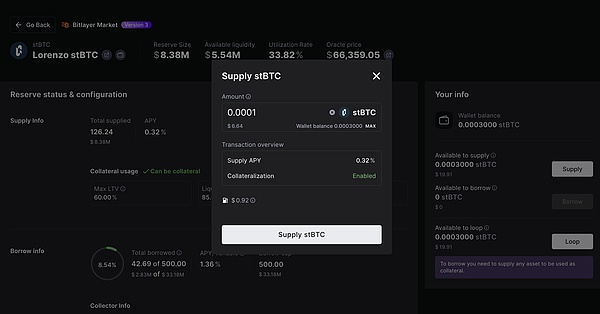 Go Back
Bitlayer Market
Version 3
stBTC
Lorenzo stBTC
Reserve Size
$8.38M
Available liquidity
$5.54M
Utilization Rate
33.82 %
Oracle price
$66,359.05
Supply stBTC
Amount
0.0001
stBTC
$ 6.64
Wallet balance 0.0003000 MAX
Transaction overview
Supply APY
0.32 %
Collateralization
Enabled
$ 0.92
Supply stBTC
Reserve status & configuration
Supply Info
Total supplied
126.24
$ 8.38M
APY
0.32 %
Collateral usage
Can be collateral
Max LTV
60.00 %
85.
Borrow info
8.54%
Total borrowed
42.69 of 500.00
$ 2.83M of $ 33.18M
1.36 %
500.00
$ 33.18M
Collector Info
Your info
Wallet balance
0.0003000 stBTC
Available to supply
0.0003000 stBTC
$ 19.91
Supply
Available to borrow
0 stBTC
$ 0
Borrow
Available to loop
0.0003000 stBTC
$ 19.91
Loop
To borrow you need to supply any asset to be used as
collateral.